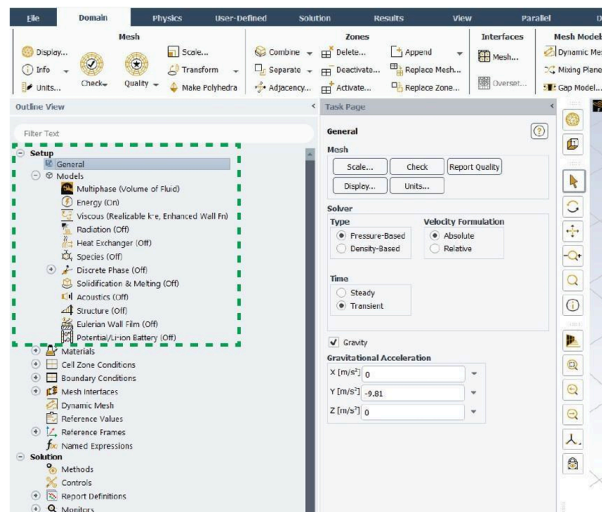 File Domain Physics User-Defined Solution Results View Parallel
Mesh Zones Interfaces Mesh Models
Display... Scale... Combine Delete... Append Mesh... Dynamic Mes
Info Check Quality Transform Separate Deactivate... Replace Mesh... Mixing Plane
Units... Make Polyhedra Adjacency... Activate... Replace Zone... Overset... Gap Model...
Outline View < Task Page <
Filter Text
Setup
General
Models
Multiphase (Volume of Fluid)
Energy (On)
Viscous (Realizable k-e, Enhanced Wall Fn)
Radiation (Off)
Heat Exchanger (Off)
Species (Off)
Discrete Phase (Off)
Solidification & Melting (Off)
Acoustics (Off)
Structure (Off)
Eulerian Wall Film (Off)
Potential/Li-ion Battery (Off)
Materials
Cell Zone Conditions
Boundary Conditions
Mesh Interfaces
Dynamic Mesh
Reference Values
Reference Frames
Named Expressions
Solution
Methods
Controls
Report Definitions
Monitors
General
Mesh
Scale... Check Report Quality
Display... Units...
Solver
Type Velocity Formulation
Pressure-Based Absolute
Density-Based Relative
Time
Steady
Transient
Gravity
Gravitational Acceleration
X [m/s²] 0
Y [m/s²] -9.81
Z [m/s²] 0